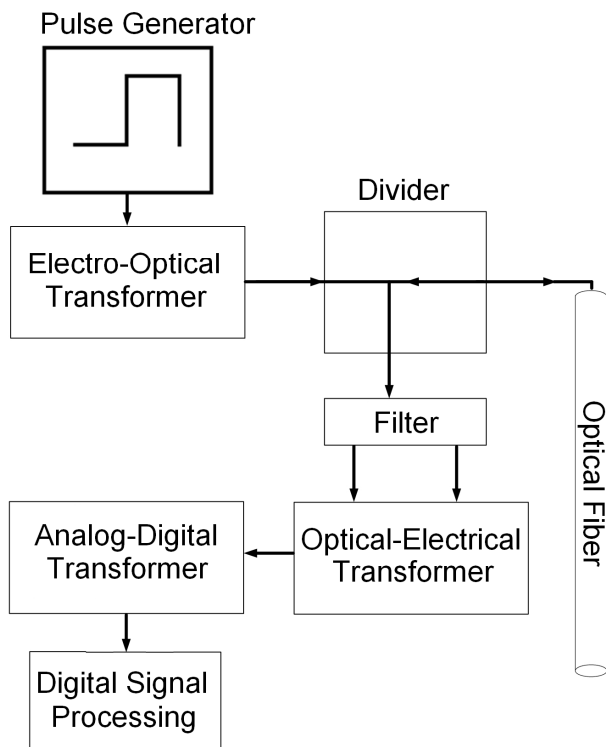 Pulse Generator
Divider
Electro-Optical
Transformer
Filter
Optical Fiber
Analog-Digital
Transformer
Optical-Electrical
Transformer
Digital Signal
Processing